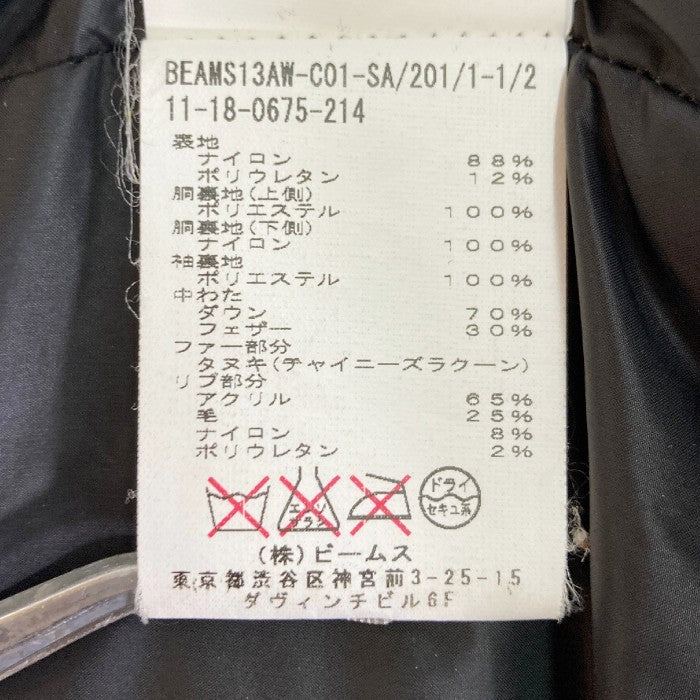 BEAMS13AW-C01-SA/201/1-1/2
11-18-0675-214
表地
ナイロン 88%
ポリウレタン 12%
胴裏地(上側)
ポリエステル 100%
胴裏地(下側)
ナイロン 100%
袖裏地
ポリエステル 100%
中わた
ダウン 70%
フェザー 30%
ファー部分
タヌキ(チャイニーズラクーン)
リブ部分
アクリル 65%
毛 25%
ナイロン 8%
ポリウレタン 2%
エンソ サラシ ドライ セキユ系
(株)ビームス
東京都渋谷区神宮前3-25-15
ダヴィンチビル6F